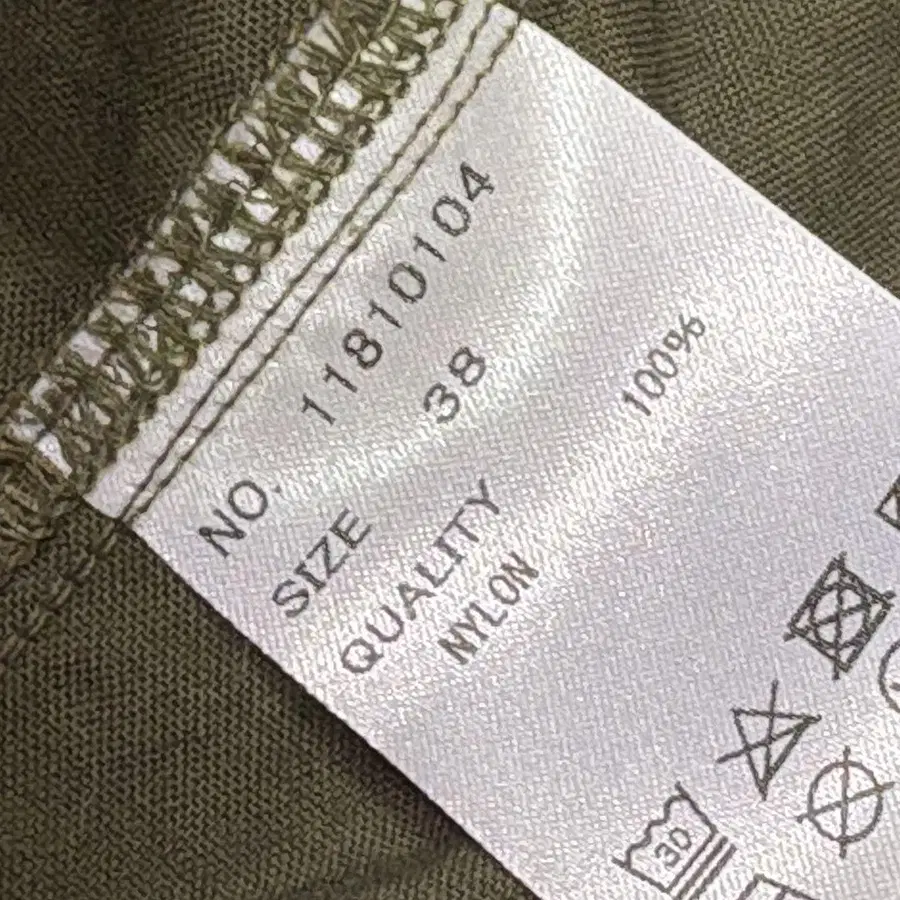 NO. 11810104
SIZE 38
QUALITY
NYLON 100%
30